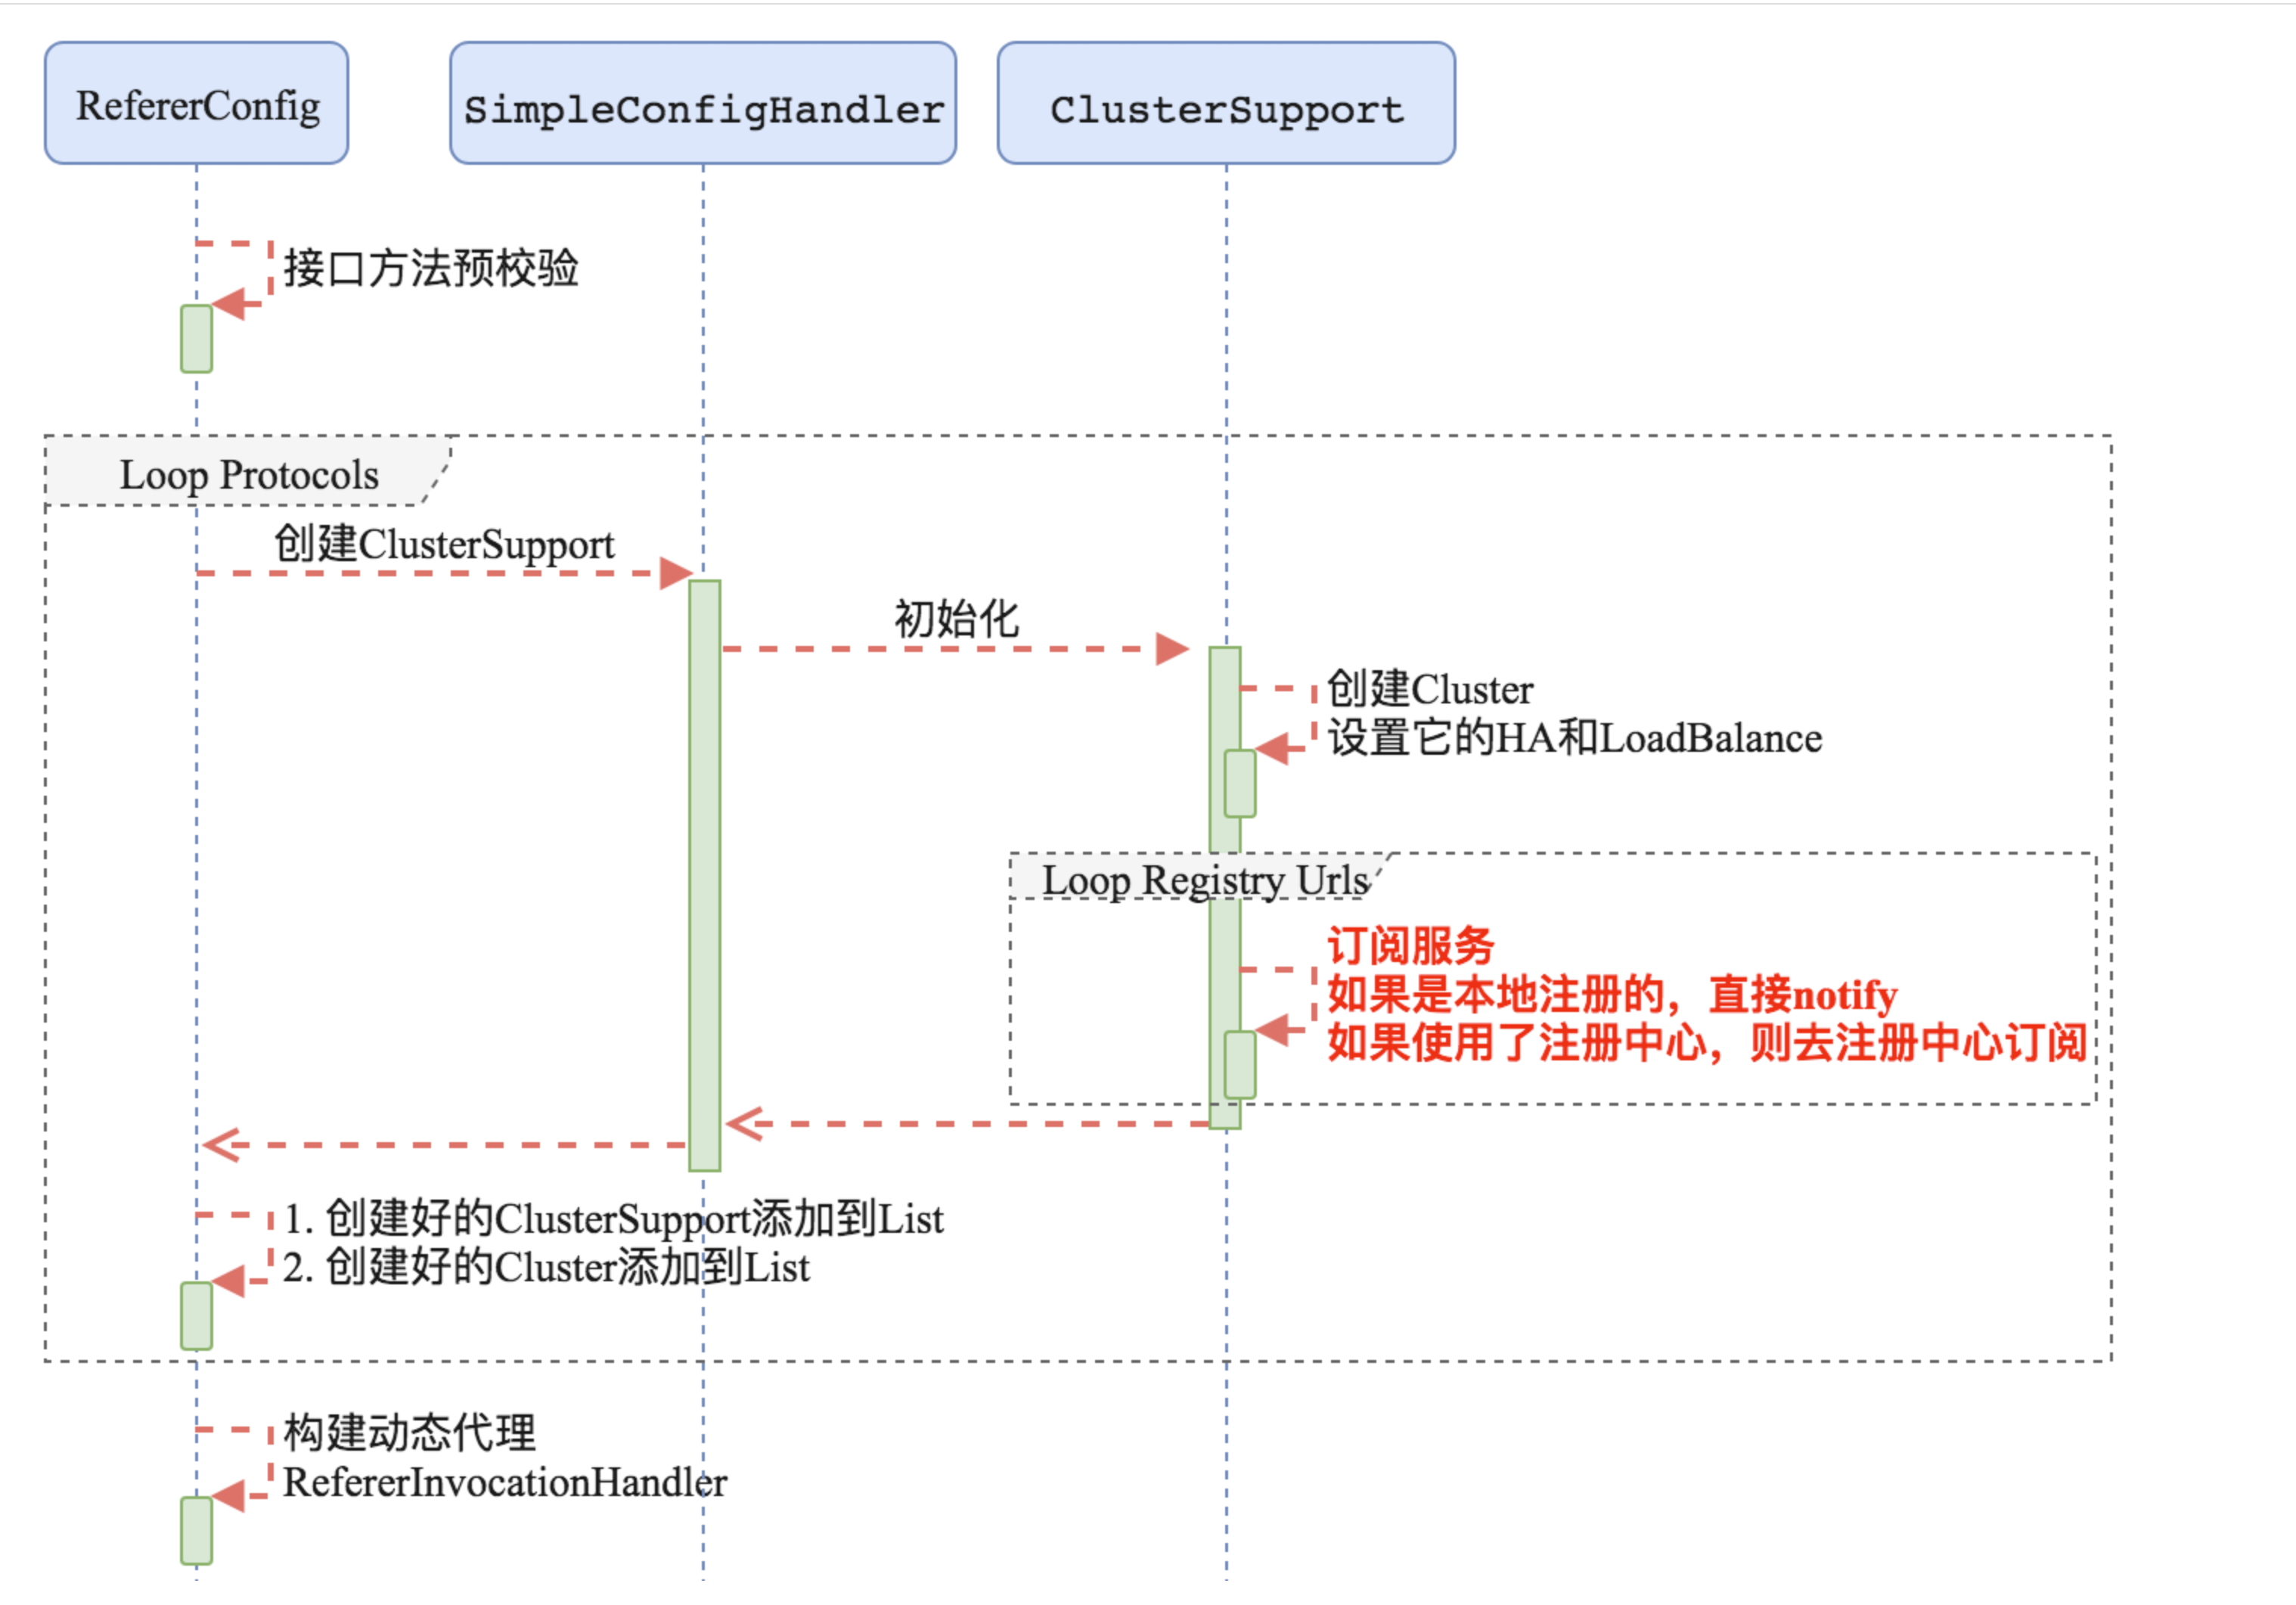 RefererConfig
SimpleConfigHandler
ClusterSupport
接口方法预校验
Loop Protocols
创建ClusterSupport
初始化
创建Cluster
设置它的HA和LoadBalance
Loop Registry Urls
订阅服务
如果是本地注册的，直接notify
如果使用了注册中心，则去注册中心订阅
1. 创建好的ClusterSupport添加到List
2. 创建好的Cluster添加到List
构建动态代理
RefererInvocationHandler